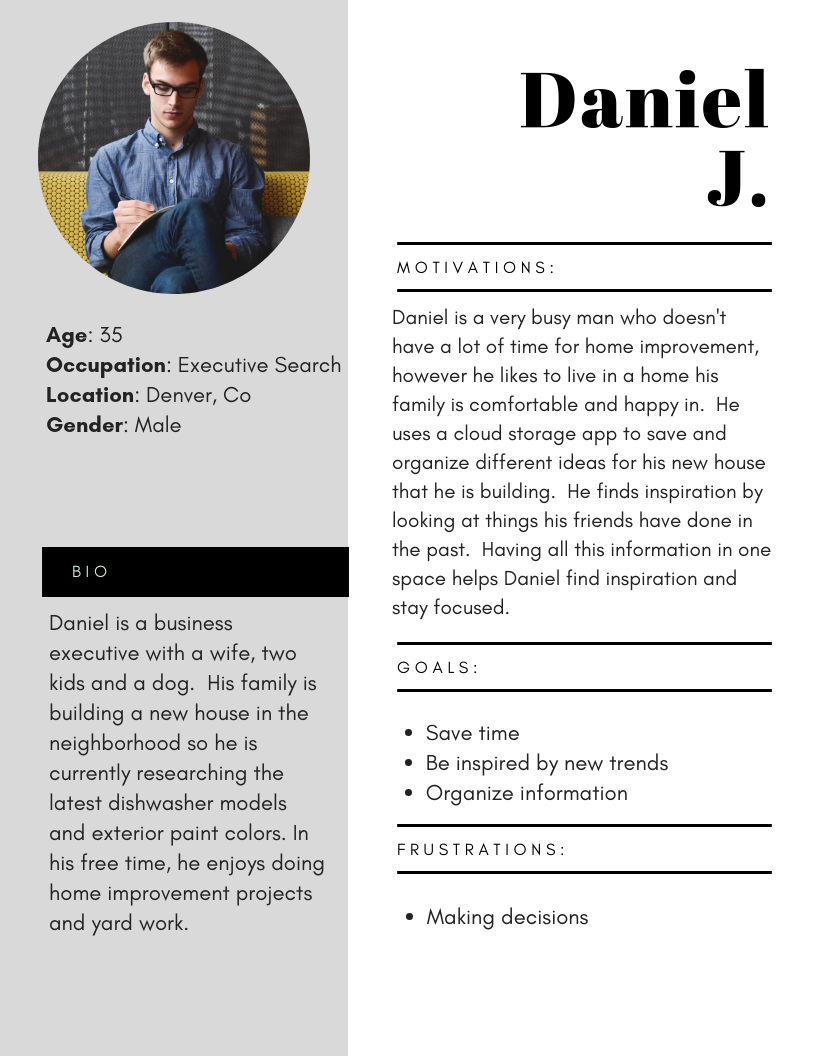 Daniel
J.
Age: 35
Occupation: Executive Search
Location: Denver, Co
Gender: Male
BIO
Daniel is a business
executive with a wife, two
kids and a dog.  His family is
building a new house in the
neighborhood so he is
currently researching the
latest dishwasher models
and exterior paint colors. In
his free time, he enjoys doing
home improvement projects
and yard work.
MOTIVATIONS:
Daniel is a very busy man who doesn't
have a lot of time for home improvement,
however he likes to live in a home his
family is comfortable and happy in.  He
uses a cloud storage app to save and
organize different ideas for his new house
that he is building.  He finds inspiration by
looking at things his friends have done in
the past.  Having all this information in one
space helps Daniel find inspiration and
stay focused.
GOALS:
• Save time
• Be inspired by new trends
• Organize information
FRUSTRATIONS:
• Making decisions